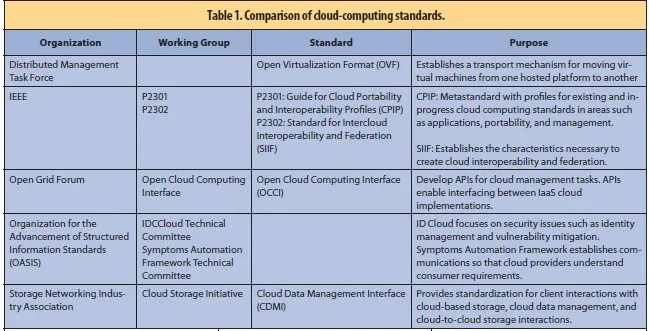 Table 1. Comparison of cloud-computing standards.
Organization Working Group Standard Purpose
Distributed Management
Task Force
Open Virtualization Format (OVF)
Establishes a transport mechanism for moving vir-
tual machines from one hosted platform to another
IEEE
P2301
P2302
P2301: Guide for Cloud Portability
and Interoperability Profiles (CPIP)
P2302: Standard for Intercloud
Interoperability and Federation
(SIIF)
CPIP: Metastandard with profiles for existing and in-
progress cloud computing standards in areas such
as applications, portability, and management.
SIIF: Establishes the characteristics necessary to
create cloud interoperability and federation.
Open Grid Forum
Open Cloud Computing
Interface
Open Cloud Computing Interface
(OCCI)
Develop APIs for cloud management tasks. APIs
enable interfacing between IaaS cloud
implementations.
Organization for the
Advancement of Structured
Information Standards
(OASIS)
IDCCloud Technical
Committee
Symptoms Automation
Framework Technical
Committee
ID Cloud focuses on security issues such as identity
management and vulnerability mitigation.
Symptoms Automation Framework establishes com-
munications so that cloud providers understand
consumer requirements.
Storage Networking Indus-
try Association
Cloud Storage Initiative
Cloud Data Management Interface
(CDMI)
Provides standardization for client interactions with
cloud-based storage, cloud data management, and
cloud-to-cloud storage interactions.